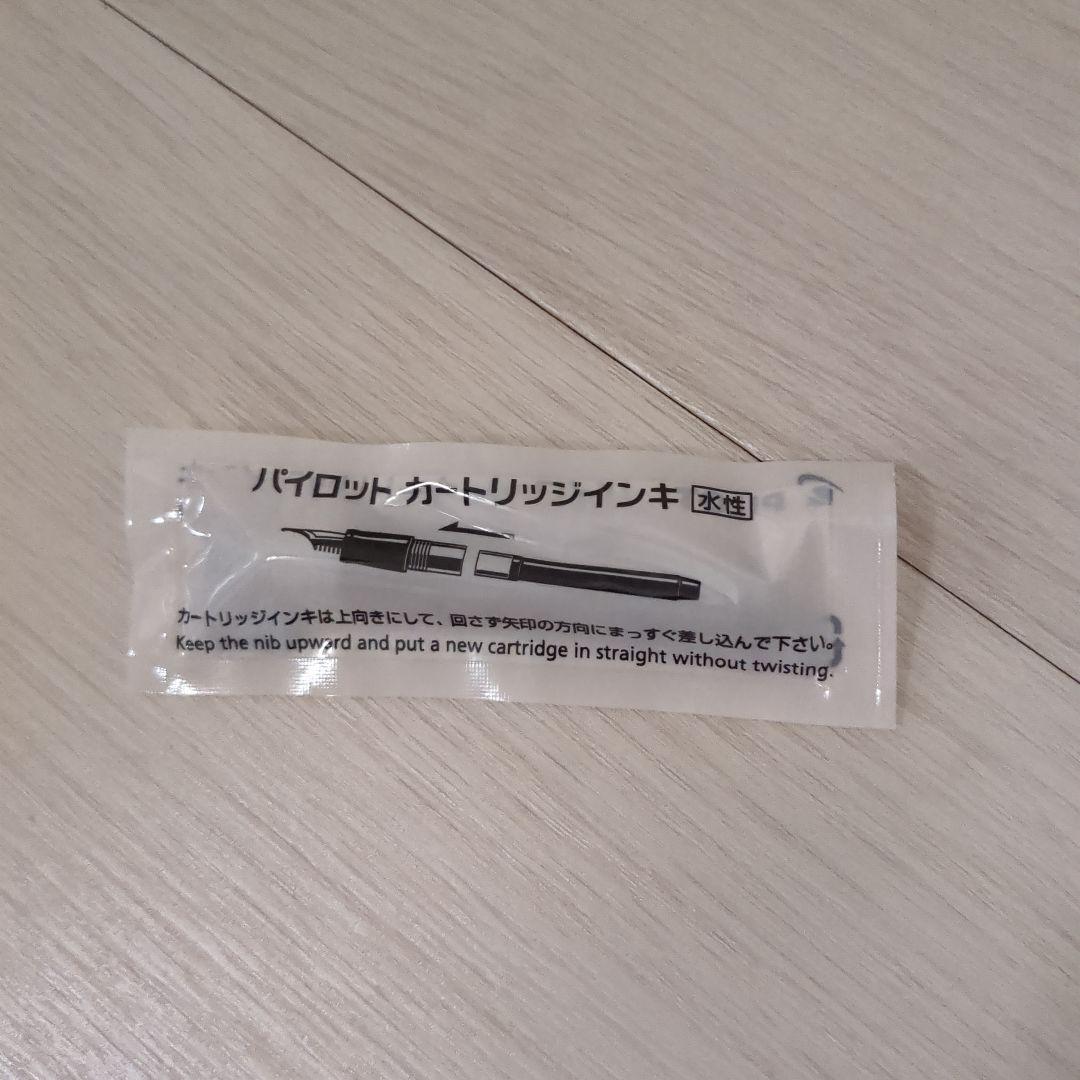 パイロット カートリッジインキ 水性
カートリッジインキは上向きにして、回さず矢印の方向にまっすぐ差し込んで下さい。
Keep the nib upward and put a new cartridge in straight without twisting.